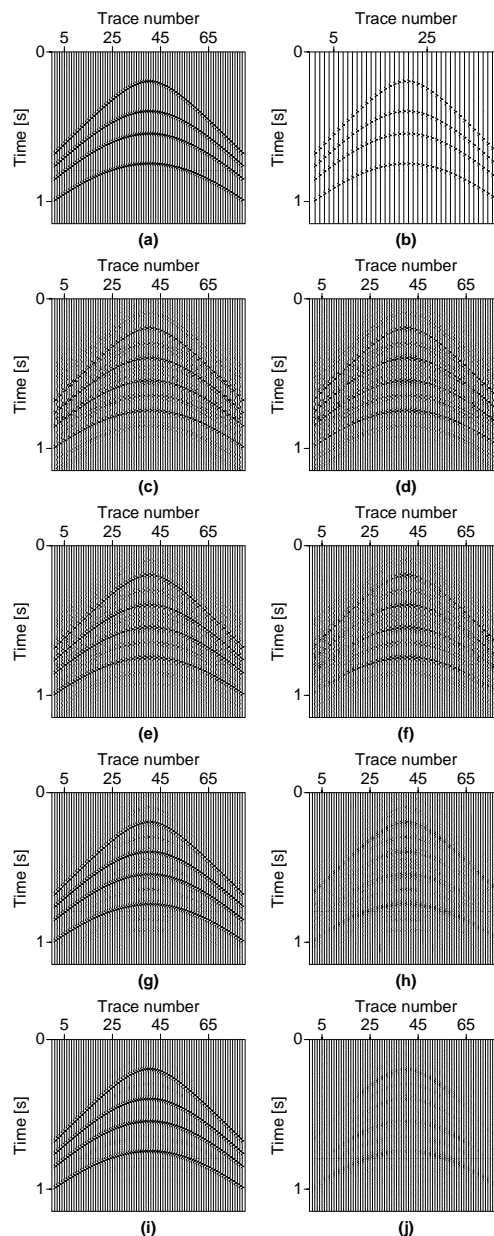 Trace number Trace number
5 25 45 65 5 25
0 0
Time [s] Time [s]
1 1
(a) (b)
Trace number Trace number
5 25 45 65 5 25 45 65
0 0
Time [s] Time [s]
1 1
(c) (d)
Trace number Trace number
5 25 45 65 5 25 45 65
0 0
Time [s] Time [s]
1 1
(e) (f)
Trace number Trace number
5 25 45 65 5 25 45 65
0 0
Time [s] Time [s]
1 1
(g) (h)
Trace number Trace number
5 25 45 65 5 25 45 65
0 0
Time [s] Time [s]
1 1
(i) (j)